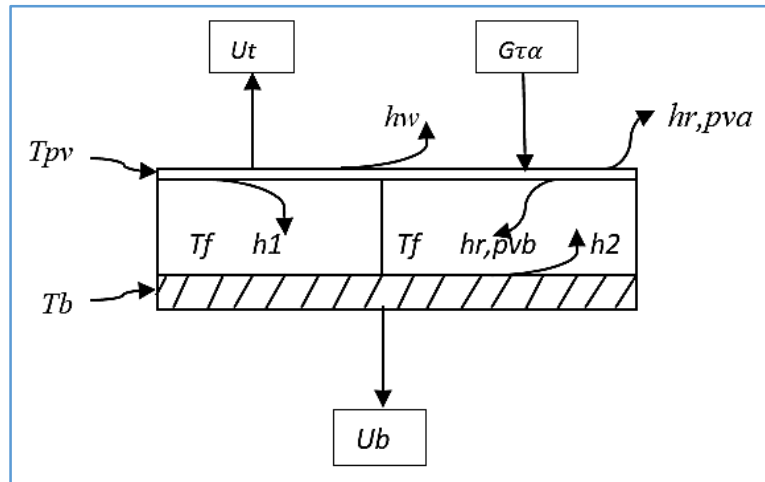 Ut
Gτα
hw
hr,pva
Tpv
Tf h1 Tf hr,pvb h2
Tb
Ub